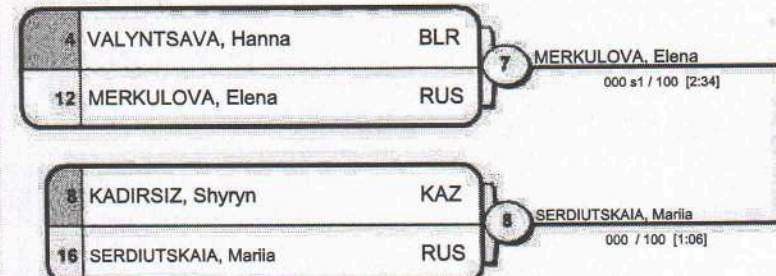 4 VALYNTSAVA, Hanna BLR
12 MERKULOVA, Elena RUS
7 MERKULOVA, Elena
000 s1 / 100 [2:34]
8 KADIRSIZ, Shyryn KAZ
16 SERDIUTSKAIA, Mariia RUS
8 SERDIUTSKAIA, Mariia
000 / 100 [1:06]